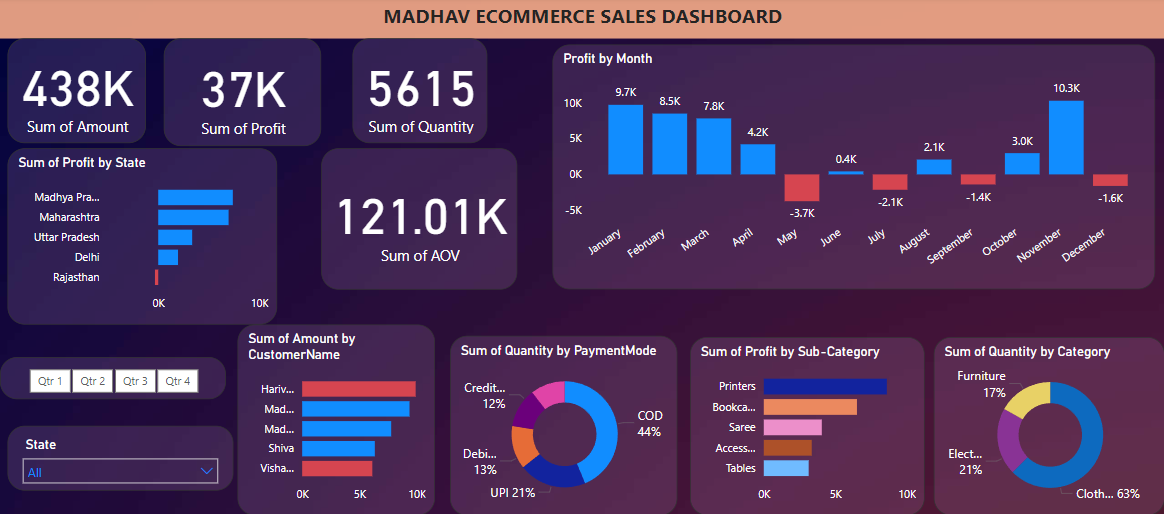 MADHAV ECOMMERCE SALES DASHBOARD
438K
Sum of Amount
37K
Sum of Profit
5615
Sum of Quantity
Profit by Month
10K
5K
0K
-5K
9.7K
8.5K
7.8K
4.2K
-3.7K
0.4K
-2.1K
2.1K
-1.4K
3.0K
10.3K
-1.6K
January
February
March
April
May
June
July
August
September
October
November
December
Sum of Profit by State
Madhya Pra...
Maharashtra
Uttar Pradesh
Delhi
Rajasthan
0K
10K
121.01K
Sum of AOV
Qtr 1
Qtr 2
Qtr 3
Qtr 4
State
All
Sum of Amount by
CustomerName
Hariv...
Mad...
Mad...
Shiva
Visha...
0K
5K
10K
Sum of Quantity by PaymentMode
Credit...
12%
COD
44%
Debi...
13%
UPI 21%
Sum of Profit by Sub-Category
Printers
Bookca...
Saree
Access...
Tables
0K
5K
10K
Sum of Quantity by Category
Furniture
17%
Elect...
21%
Cloth... 63%